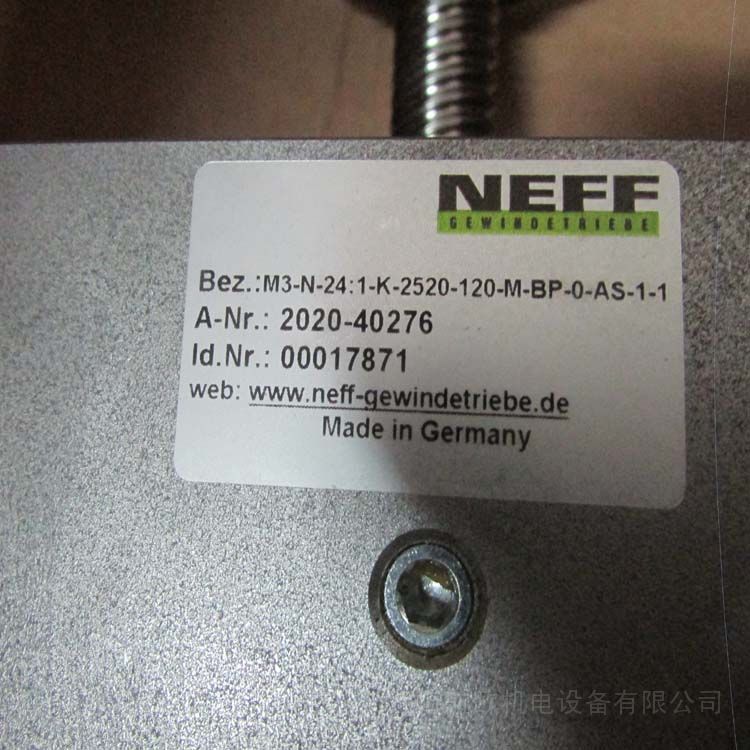 NEFF
GEWINDETRIEBE
Bez.:M3-N-24:1-K-2520-120-M-BP-0-AS-1-1
A-Nr.: 2020-40276
Id.Nr.: 00017871
web: www.neff-gewindetriebe.de
Made in Germany
机电设备有限公司